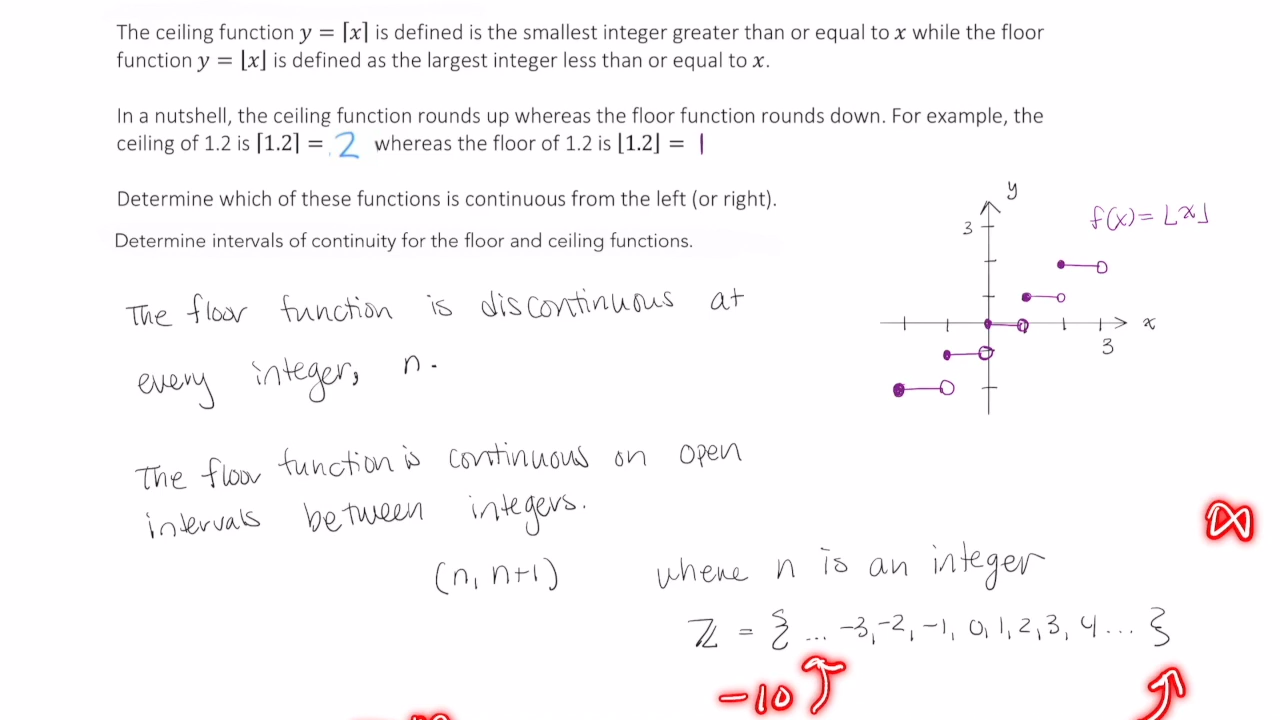 The ceiling function y = ⌈x⌉ is defined is the smallest integer greater than or equal to x while the floor
function y = ⌊x⌋ is defined as the largest integer less than or equal to x.
In a nutshell, the ceiling function rounds up whereas the floor function rounds down. For example, the
ceiling of 1.2 is ⌈1.2⌉ = 2 whereas the floor of 1.2 is ⌊1.2⌋ = 1
Determine which of these functions is continuous from the left (or right).
Determine intervals of continuity for the floor and ceiling functions.
y
3
f(x) = ⌊x⌋
x
3
The floor function is discontinuous at
every integer, n.
The floor function is continuous on open
intervals between integers.
∞
(n, n+1) where n is an integer
ℤ = { ... -3, -2, -1, 0, 1, 2, 3, 4 ... }
-10